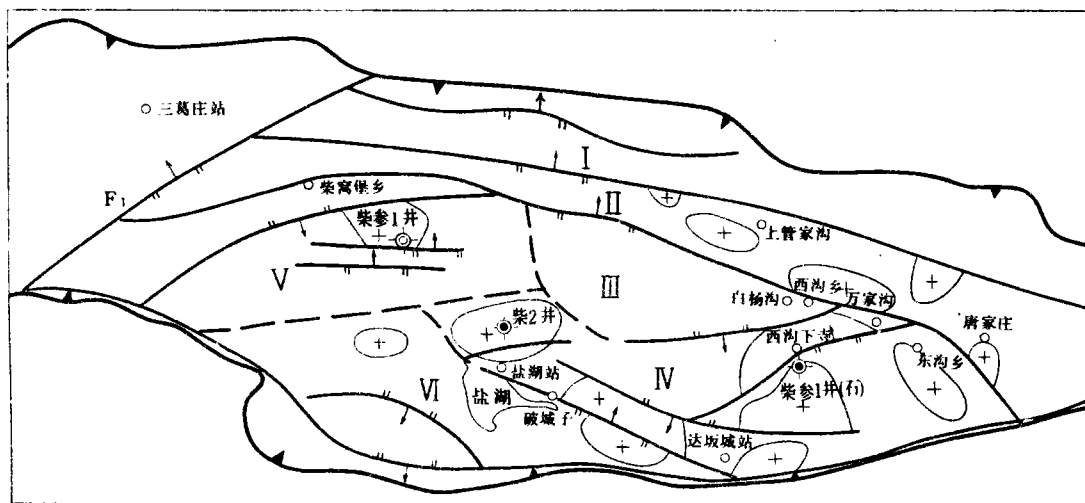 三葛庄站
I
F₁
柴窝堡乡
II
柴参1井
上管家沟
V
III
西沟乡
白杨沟
万家沟
柴2井
唐家庄
西沟下寺
东沟乡
盐湖站
IV
VI
盐湖
柴参1井(f₁)
破城子
达坂城站